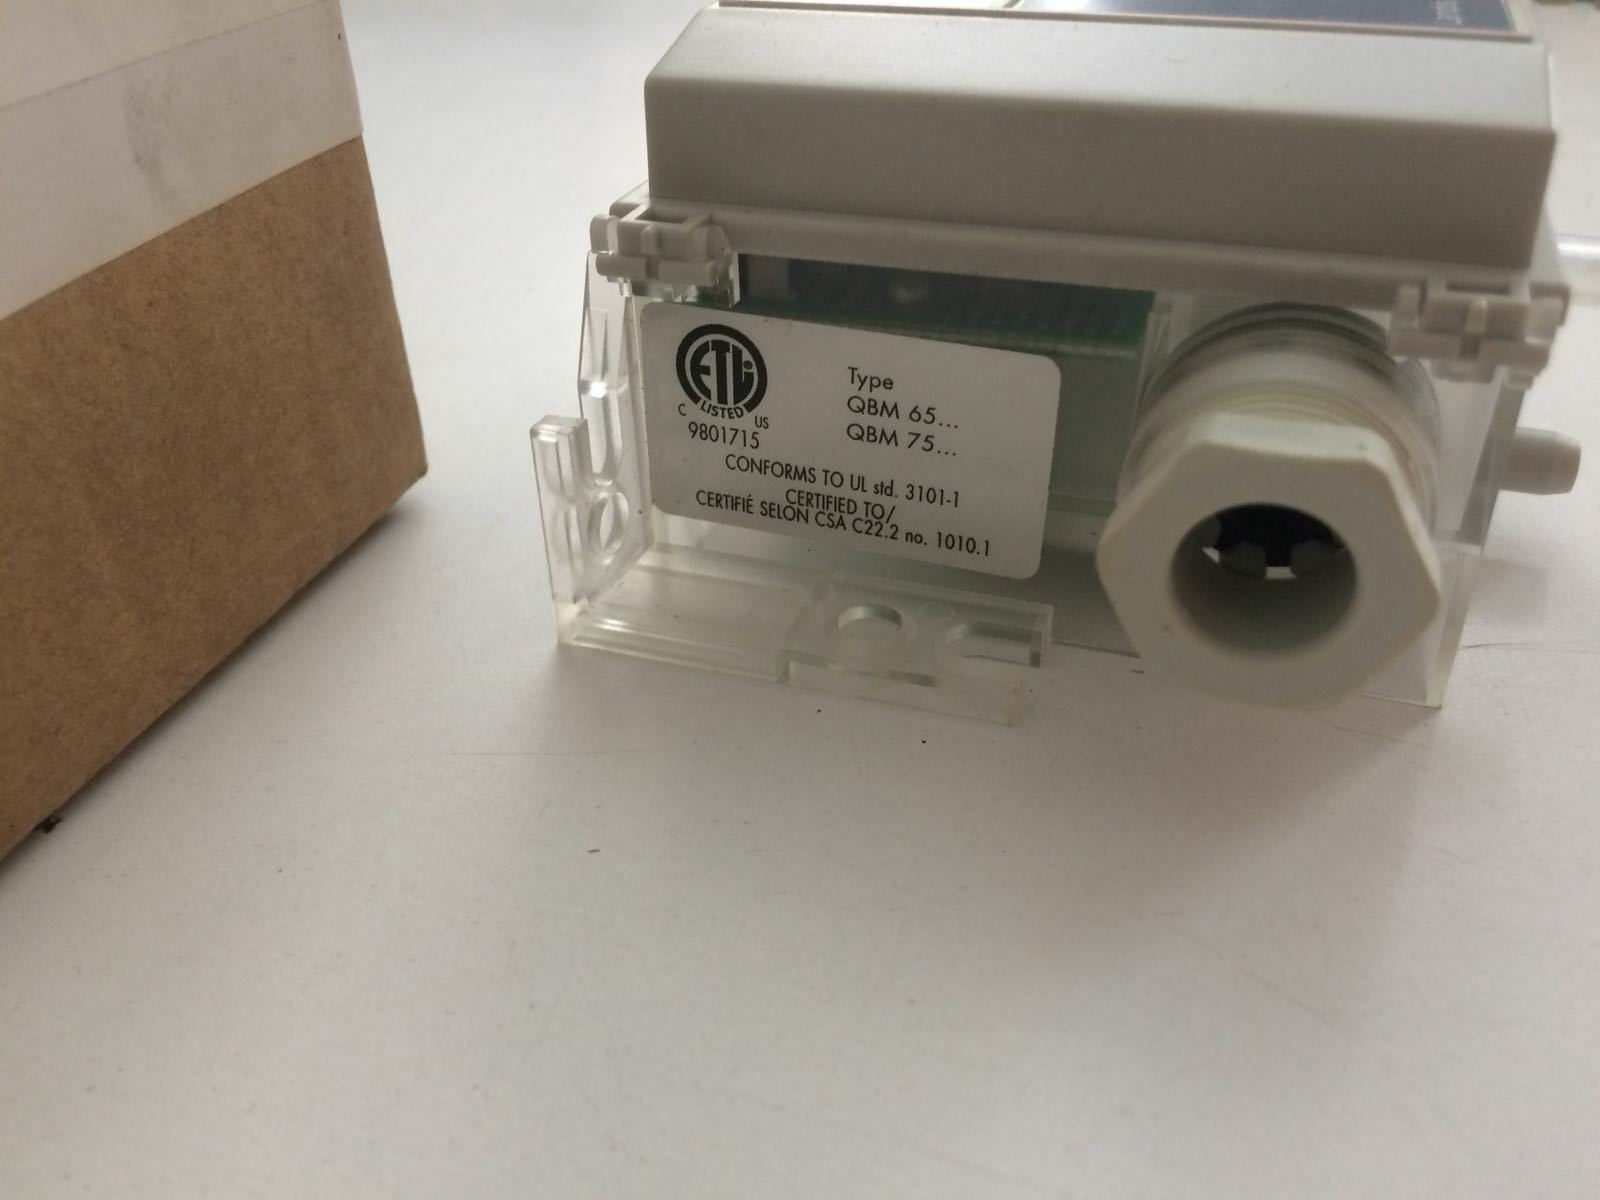 ETL
LISTED
C US
9801715
Type
QBM 65...
QBM 75...
CONFORMS TO UL std. 3101-1
CERTIFIED TO/
CERTIFIÉ SELON CSA C22.2 no. 1010.1